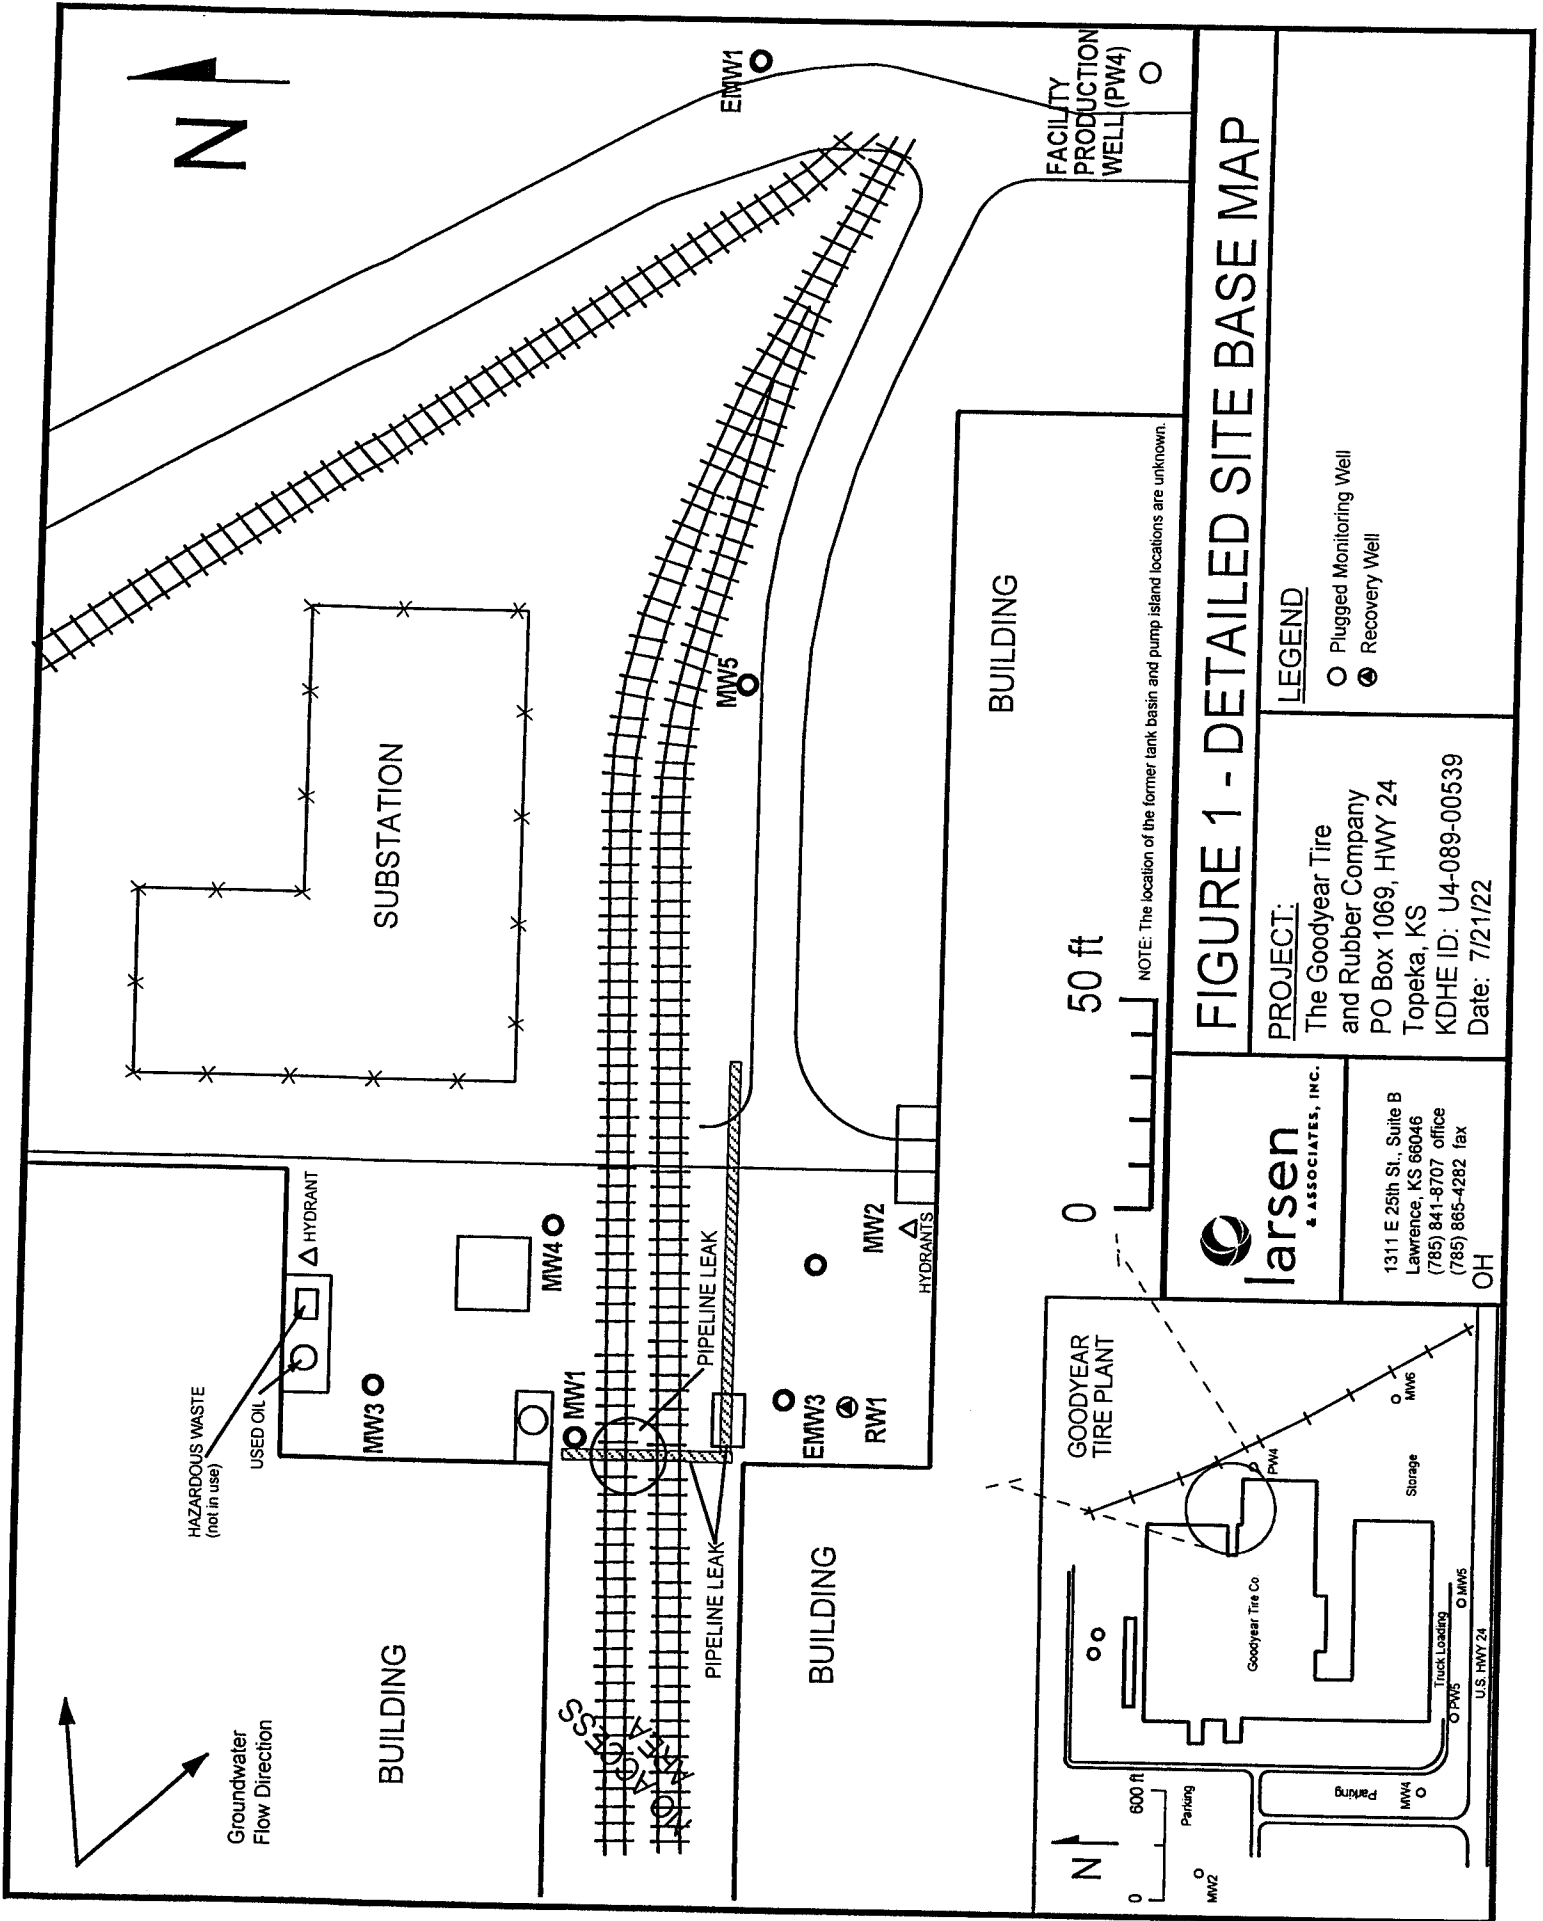 N
EMW1
FACILITY
PRODUCTION
WELL (PW4)
SUBSTATION
MW5
BUILDING
HYDRANT
HAZARDOUS WASTE
(not in use)
USED OIL
MW3
MW4
MW1
PIPELINE LEAK
MW2
HYDRANTS
EMW3
RW1
PIPELINE LEAK
BUILDING
BUILDING
NO ACCESS
AREA
Groundwater
Flow Direction
0
50 ft
NOTE: The location of the former tank basin and pump island locations are unknown.
GOODYEAR
TIRE PLANT
N
0
600 ft
Parking
Parking
MW2
MW4
PW5
MW5
Truck Loading
U.S. HWY 24
Goodyear Tire Co.
Storage
PW4
MW6
FIGURE 1 - DETAILED SITE BASE MAP
larsen
& ASSOCIATES, INC.
1311 E 25th St., Suite B
Lawrence, KS 66046
(785) 841-8707 office
(785) 865-4282 fax
OH
PROJECT:
The Goodyear Tire
and Rubber Company
PO Box 1069, HWY 24
Topeka, KS
KDHE ID: U4-089-00539
Date: 7/21/22
LEGEND
Plugged Monitoring Well
Recovery Well